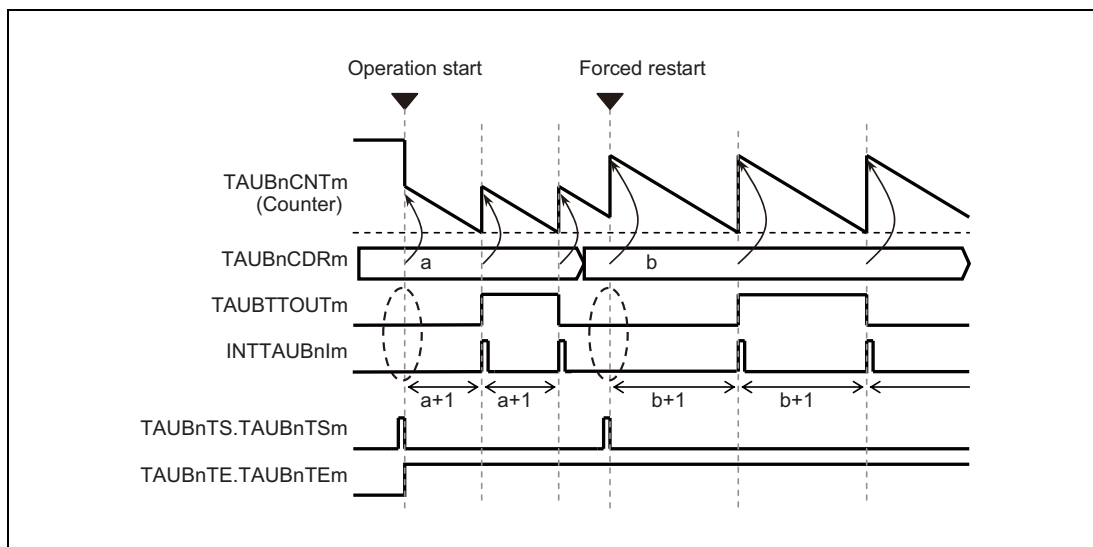 Operation start
Forced restart
TAUBnCNTm
(Counter)
TAUBnCDRm
a
b
TAUBTTOUTm
INTTAUBnIm
a+1
a+1
b+1
b+1
TAUBnTS.TAUBnTSm
TAUBnTE.TAUBnTEm